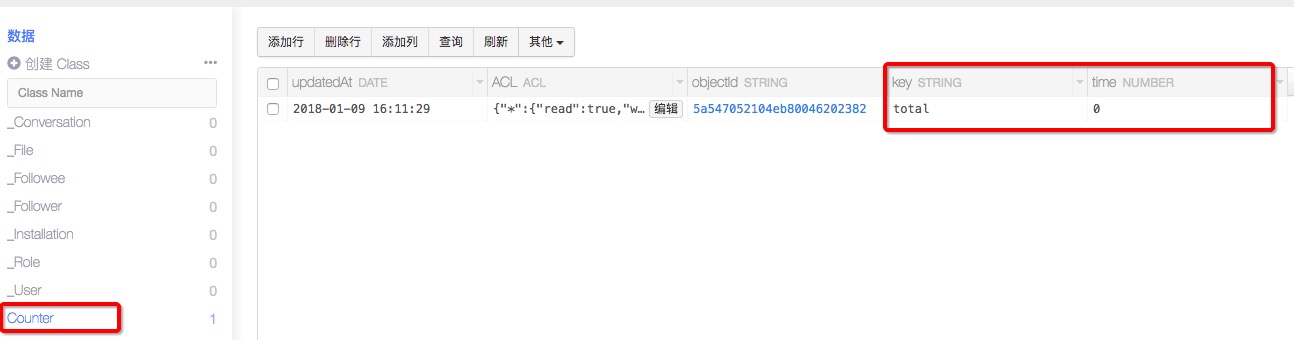 数据
创建 Class
Class Name
_Conversation 0
_File 0
_Followee 0
_Follower 0
_Installation 0
_Role 0
_User 0
Counter 1
添加行 删除行 添加列 查询 刷新 其他
updatedAt DATE ACL ACL objectId STRING key STRING time NUMBER
2018-01-09 16:11:29 {"*":{"read":true,"w… 编辑 5a547052104eb80046202382 total 0